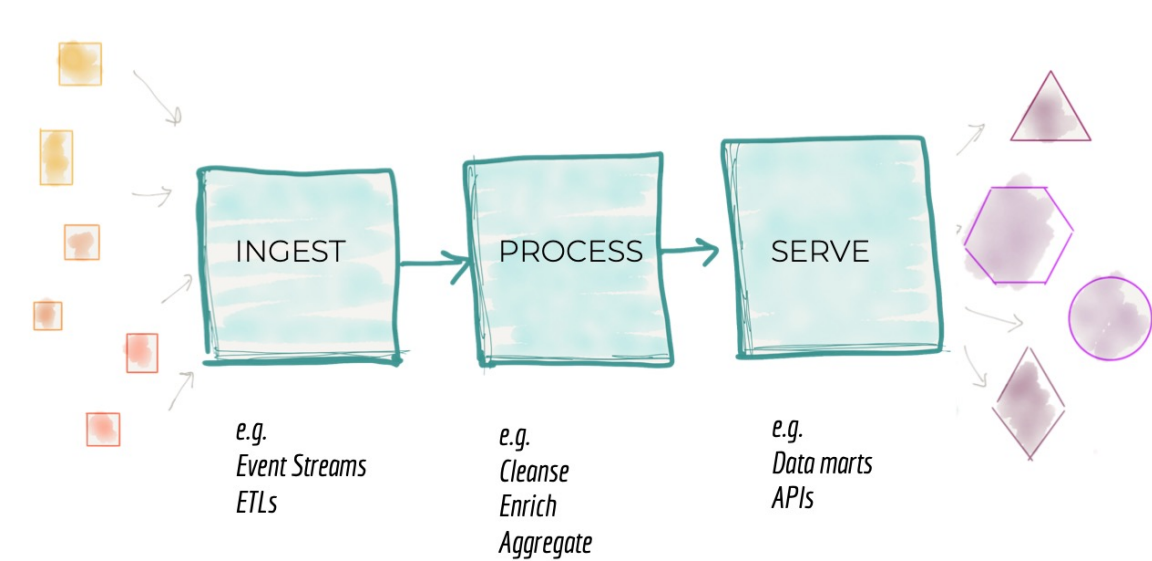 INGEST
PROCESS
SERVE
e.g.
Event Streams
ETLs
e.g.
Cleanse
Enrich
Aggregate
e.g.
Data marts
APIs